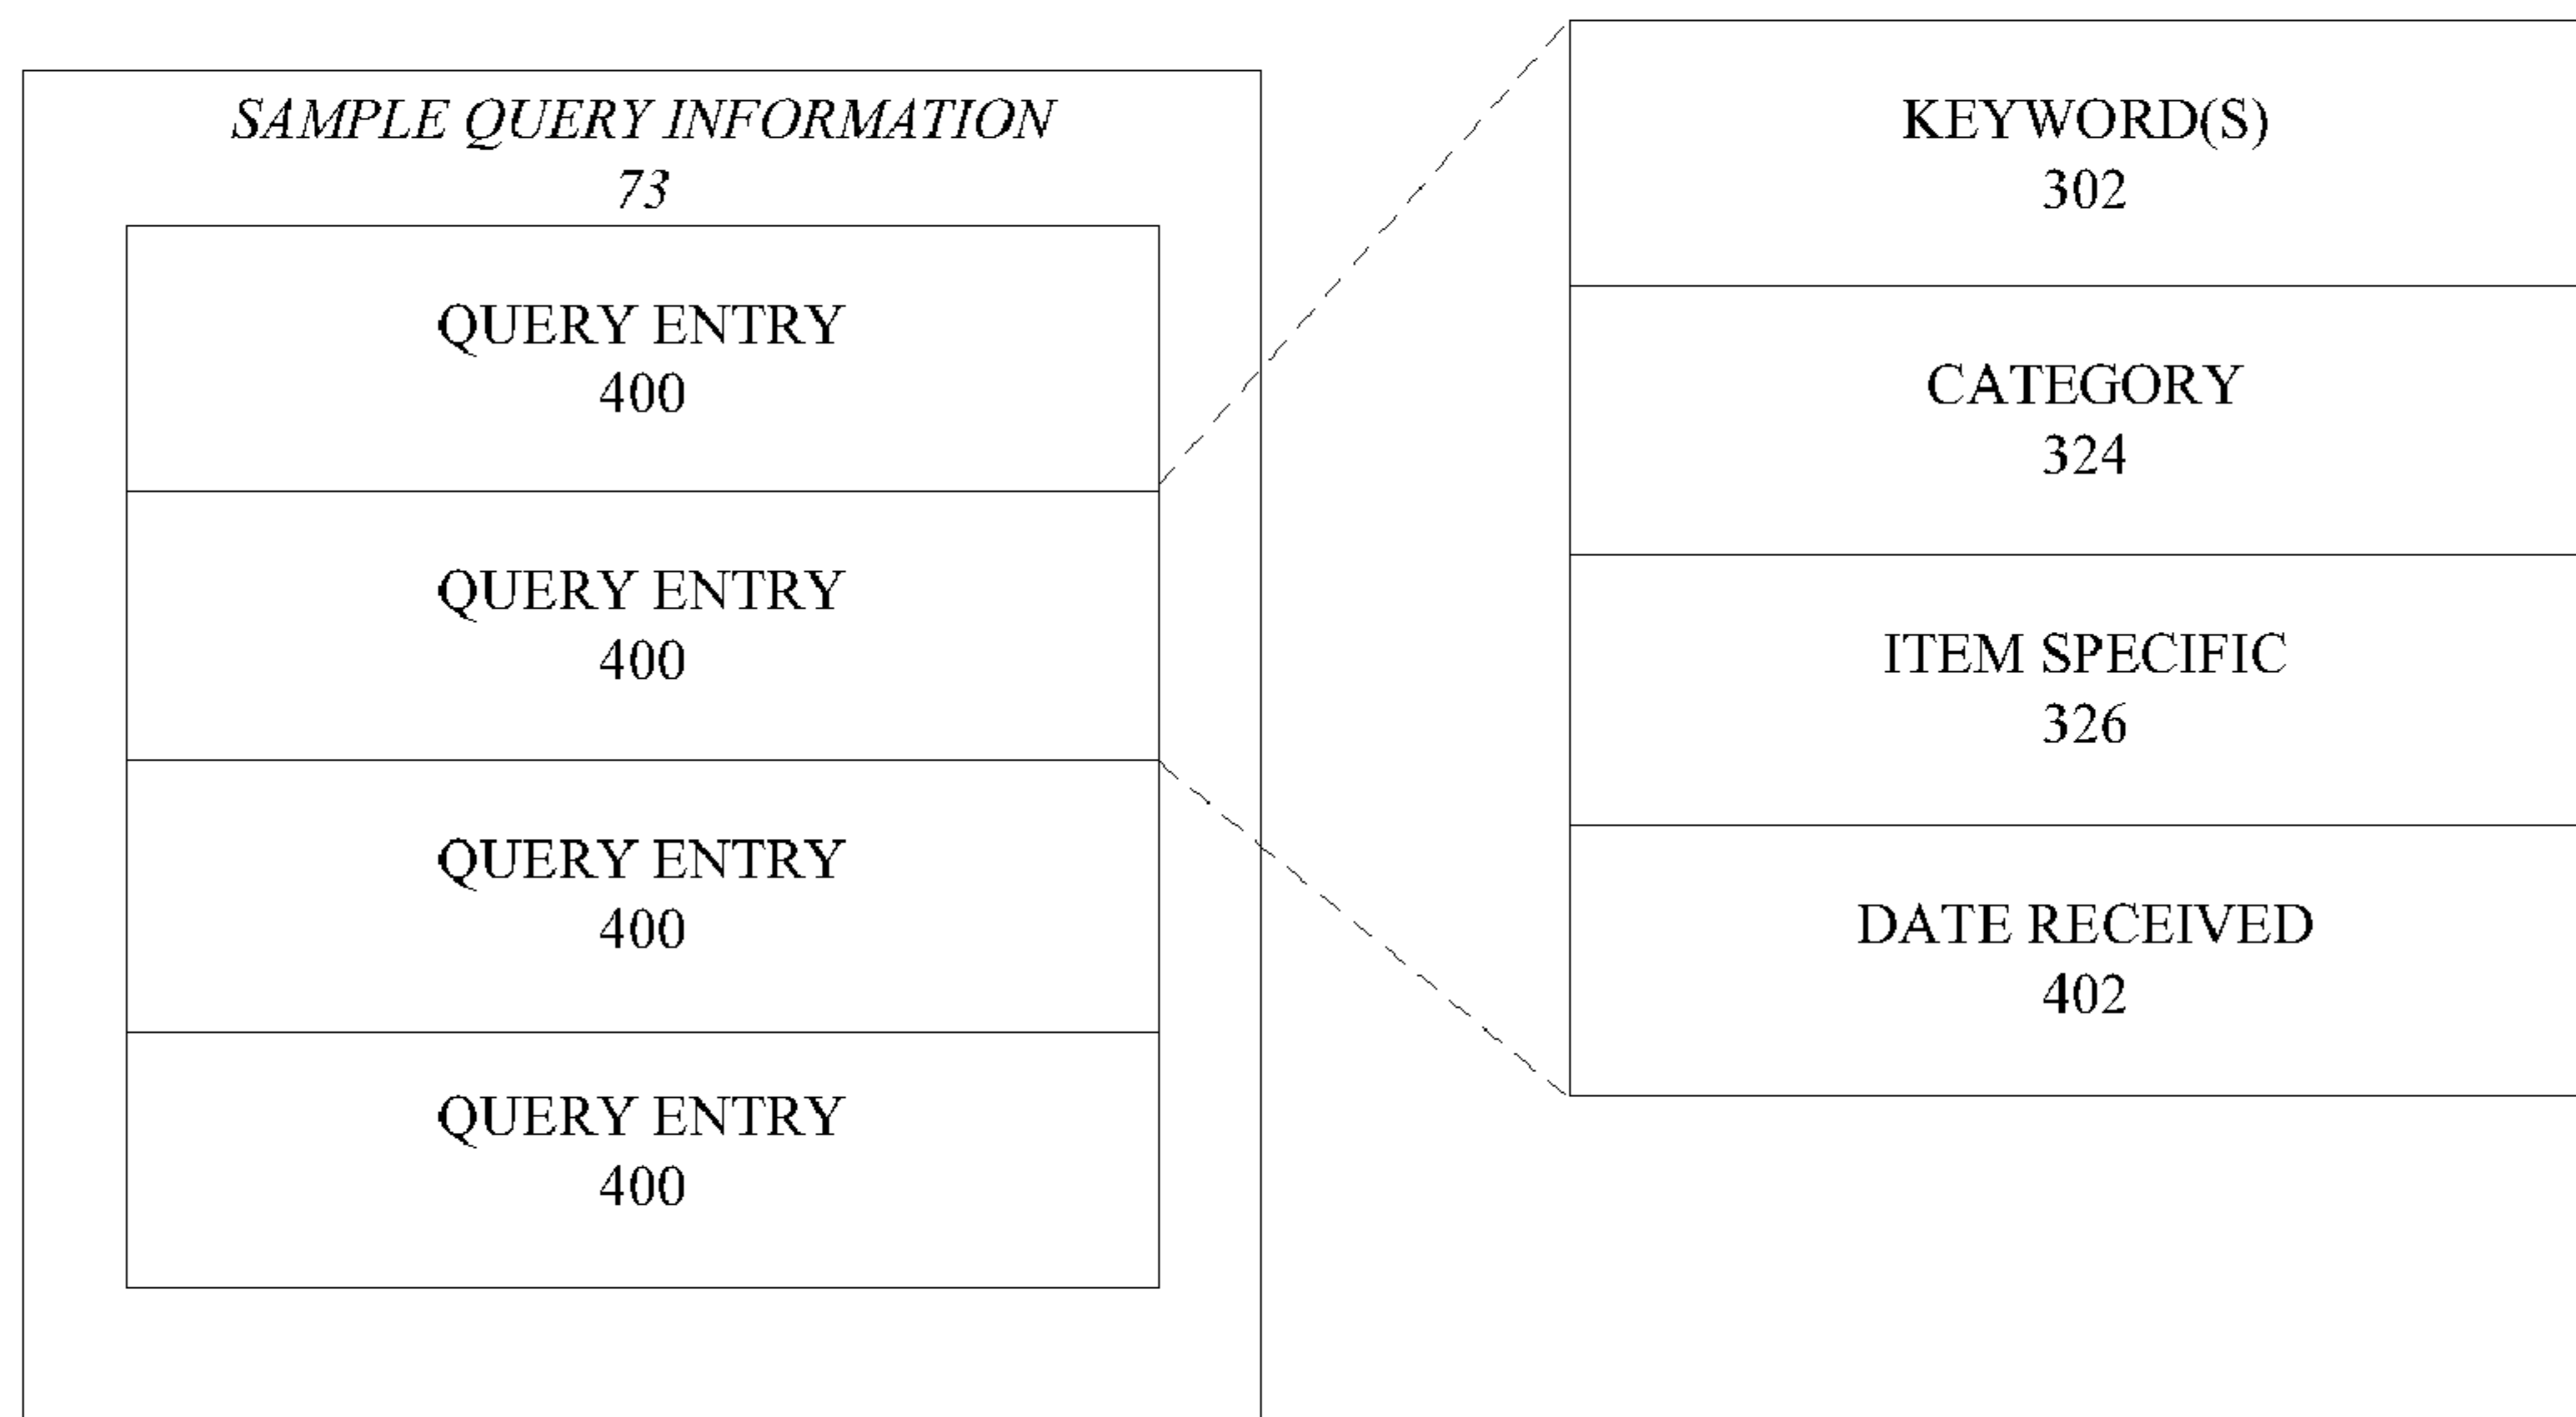 SAMPLE QUERY INFORMATION
73
QUERY ENTRY
400
QUERY ENTRY
400
QUERY ENTRY
400
QUERY ENTRY
400
KEYWORD(S)
302
CATEGORY
324
ITEM SPECIFIC
326
DATE RECEIVED
402